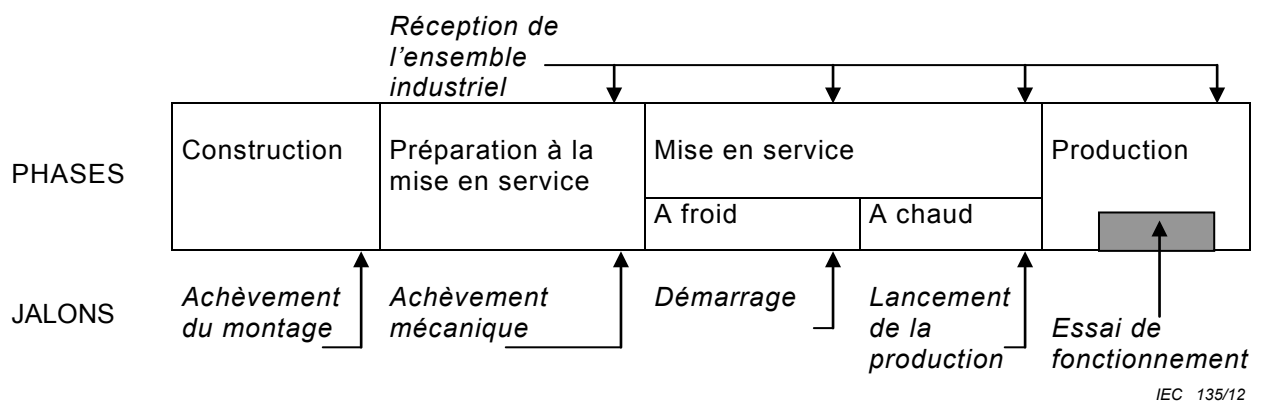 Réception de
l'ensemble
industriel
PHASES
Construction
Préparation à la
mise en service
Mise en service
A froid
A chaud
Production
JALONS
Achèvement
du montage
Achèvement
mécanique
Démarrage
Lancement
de la
production
Essai de
fonctionnement
IEC 135/12